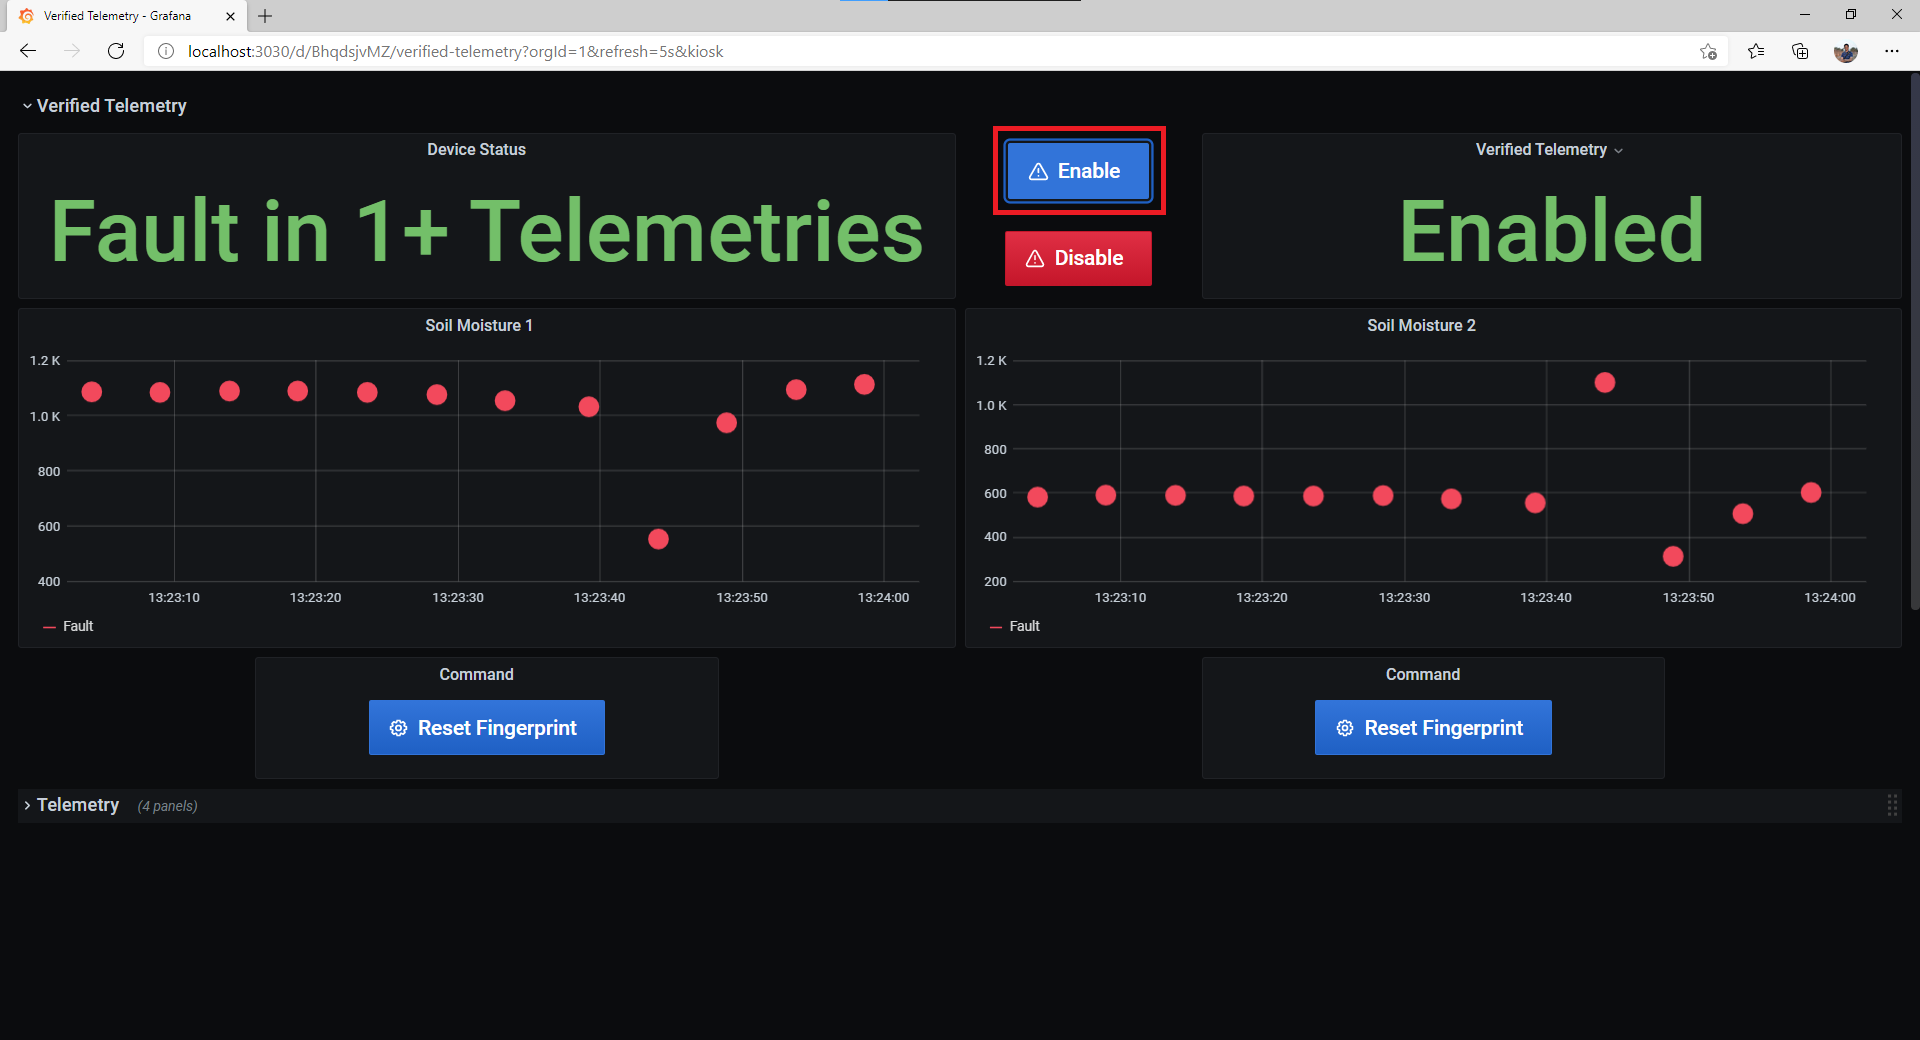 Verified Telemetry - Grafana
localhost:3030/d/BhqdsjvMZ/verified-telemetry?orgId=1&refresh=5s&kiosk
Verified Telemetry
Device Status
Fault in 1+ Telemetries
Enable
Disable
Verified Telemetry
Enabled
Soil Moisture 1
1.2 K
1.0 K
800
600
400
13:23:10 13:23:20 13:23:30 13:23:40 13:23:50 13:24:00
Fault
Soil Moisture 2
1.2 K
1.0 K
800
600
400
200
13:23:10 13:23:20 13:23:30 13:23:40 13:23:50 13:24:00
Fault
Command
Reset Fingerprint
Command
Reset Fingerprint
Telemetry (4 panels)